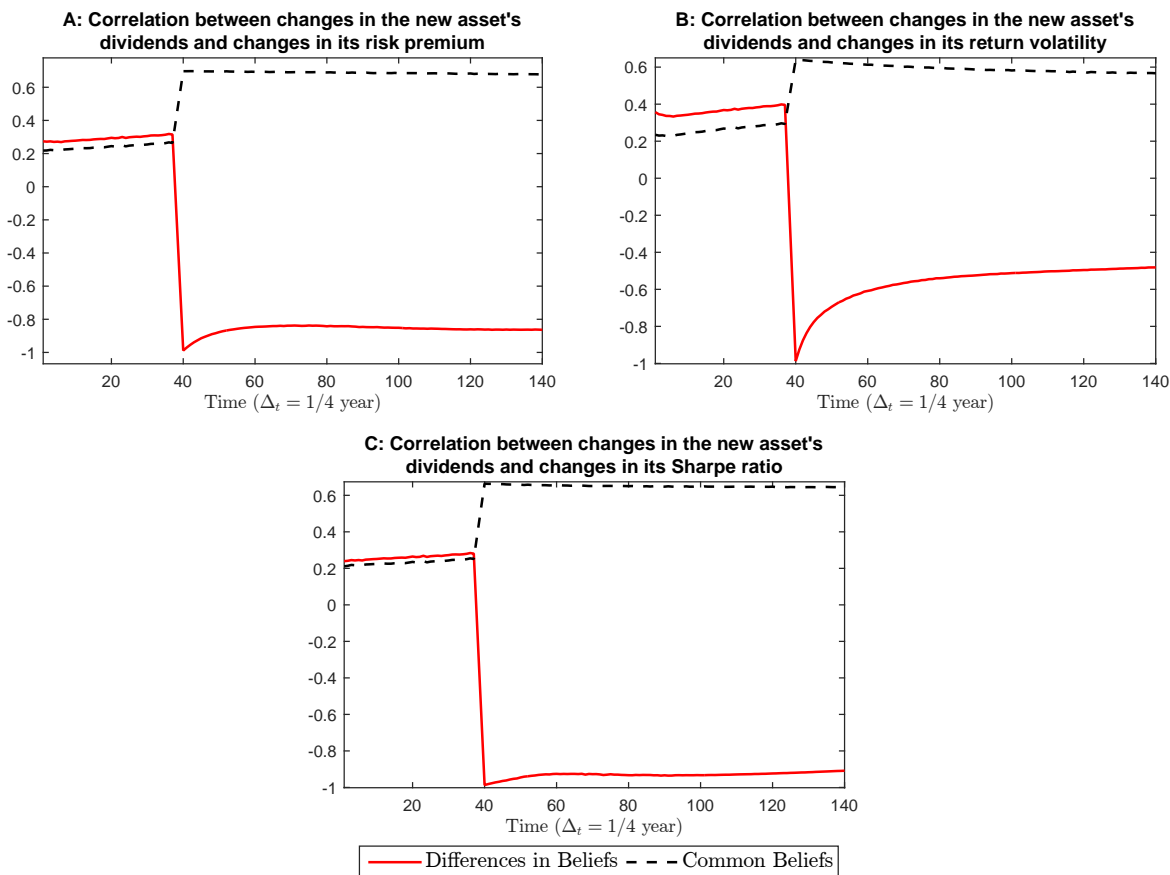 A: Correlation between changes in the new asset's
dividends and changes in its risk premium
0.6
0.4
0.2
0
-0.2
-0.4
-0.6
-0.8
-1
20 40 60 80 100 120 140
Time (Δt = 1/4 year)
B: Correlation between changes in the new asset's
dividends and changes in its return volatility
0.6
0.4
0.2
0
-0.2
-0.4
-0.6
-0.8
-1
20 40 60 80 100 120 140
Time (Δt = 1/4 year)
C: Correlation between changes in the new asset's
dividends and changes in its Sharpe ratio
0.6
0.4
0.2
0
-0.2
-0.4
-0.6
-0.8
-1
20 40 60 80 100 120 140
Time (Δt = 1/4 year)
Differences in Beliefs Common Beliefs